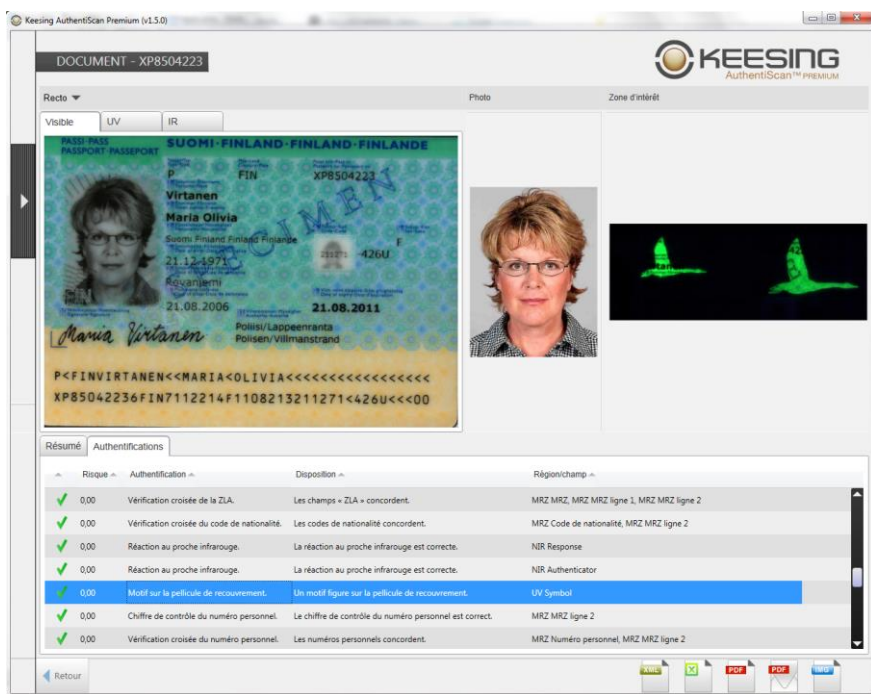 Keesing AuthentiScan Premium (v1.5.0)
DOCUMENT - XP8504223
KEESING
AuthentiScan™ PREMIUM
Recto
Photo
Zone d'intérêt
Visible UV IR
PASSI·PASS
PASSPORT·PASSEPORT
SUOMI·FINLAND·FINLAND·FINLANDE
P FIN XP8504223
Virtanen
Maria Olivia
Suomi Finland Finland Finlande
SPECIMEN
F
21.12.1971
211271 -426U
Rovaniemi
21.08.2006
21.08.2011
Poliisi/Lappeenranta
Polisen/Villmanstrand
Maria Virtanen
P<FINVIRTANEN<<MARIA<OLIVIA<<<<<<<<<<<<<<<<<
XP85042236FIN7112214F1108213211271<426U<<<00
Résumé Authentifications
Risque Authentification Disposition Région/champ
0,00 Vérification croisée de la ZLA. Les champs « ZLA » concordent. MRZ MRZ, MRZ MRZ ligne 1, MRZ MRZ ligne 2
0,00 Vérification croisée du code de nationalité. Les codes de nationalité concordent. MRZ Code de nationalité, MRZ MRZ ligne 2
0,00 Réaction au proche infrarouge. La réaction au proche infrarouge est correcte. NIR Response
0,00 Réaction au proche infrarouge. La réaction au proche infrarouge est correcte. NIR Authenticator
0,00 Motif sur la pellicule de recouvrement. Un motif figure sur la pellicule de recouvrement. UV Symbol
0,00 Chiffre de contrôle du numéro personnel. Le chiffre de contrôle du numéro personnel est correct. MRZ MRZ ligne 2
0,00 Vérification croisée du numéro personnel. Les numéros personnels concordent. MRZ Numéro personnel, MRZ MRZ ligne 2
Retour
XML PDF PDF IMG